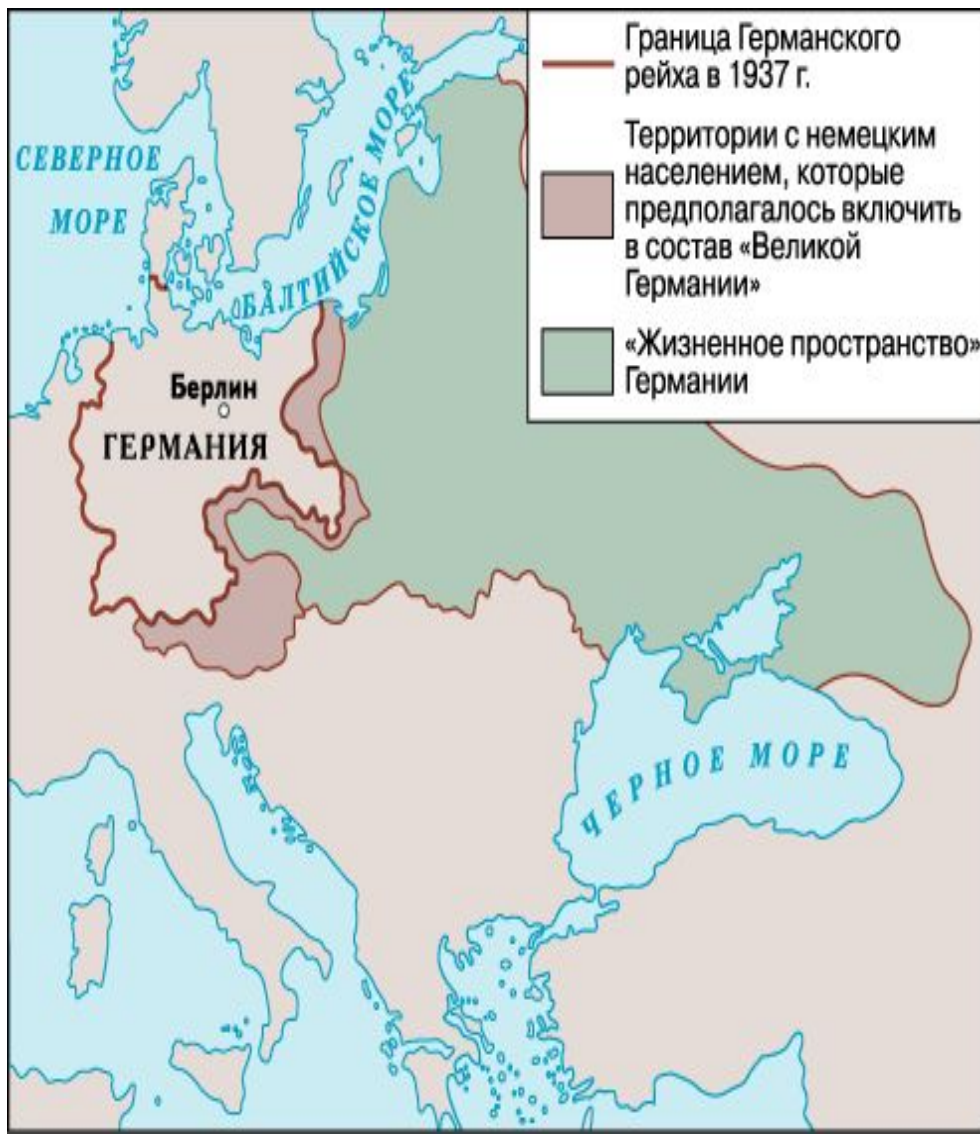 Граница Германского
рейха в 1937 г.
Территории с немецким
населением, которые
предполагалось включить
в состав «Великой
Германии»
«Жизненное пространство»
Германии
СЕВЕРНОЕ
МОРЕ
БАЛТИЙСКОЕ МОРЕ
Берлин
ГЕРМАНИЯ
ЧЕРНОЕ МОРЕ